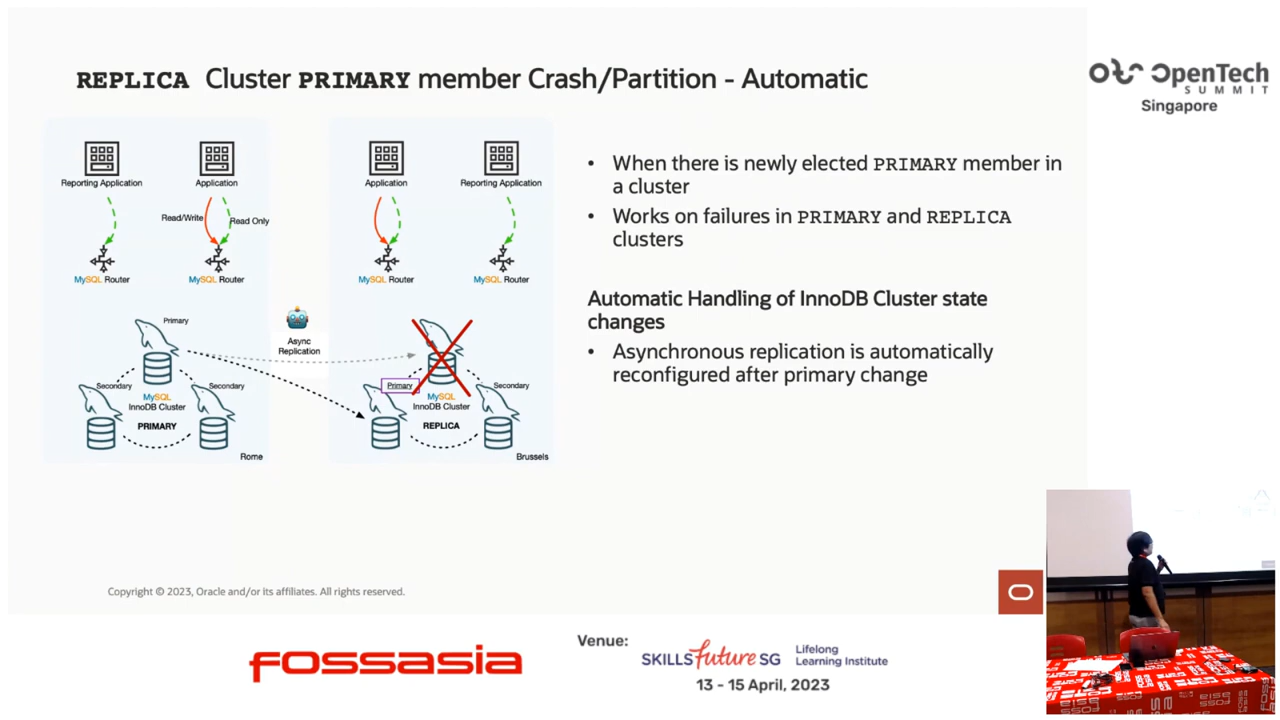 REPLICA Cluster PRIMARY member Crash/Partition - Automatic
OpenTech
SUMMIT
Singapore
Reporting Application
Application
Application
Reporting Application
Read/Write
Read Only
MySQL Router
MySQL Router
MySQL Router
MySQL Router
Primary
Async
Replication
Secondary
Secondary
MySQL
InnoDB Cluster
PRIMARY
Rome
Primary
Secondary
MySQL
InnoDB Cluster
REPLICA
Brussels
• When there is newly elected PRIMARY member in
a cluster
• Works on failures in PRIMARY and REPLICA
clusters
Automatic Handling of InnoDB Cluster state
changes
• Asynchronous replication is automatically
reconfigured after primary change
Copyright © 2023, Oracle and/or its affiliates. All rights reserved.
FOSSASIA
Venue:
SKILLS future SG
Lifelong
Learning Institute
13 - 15 April, 2023